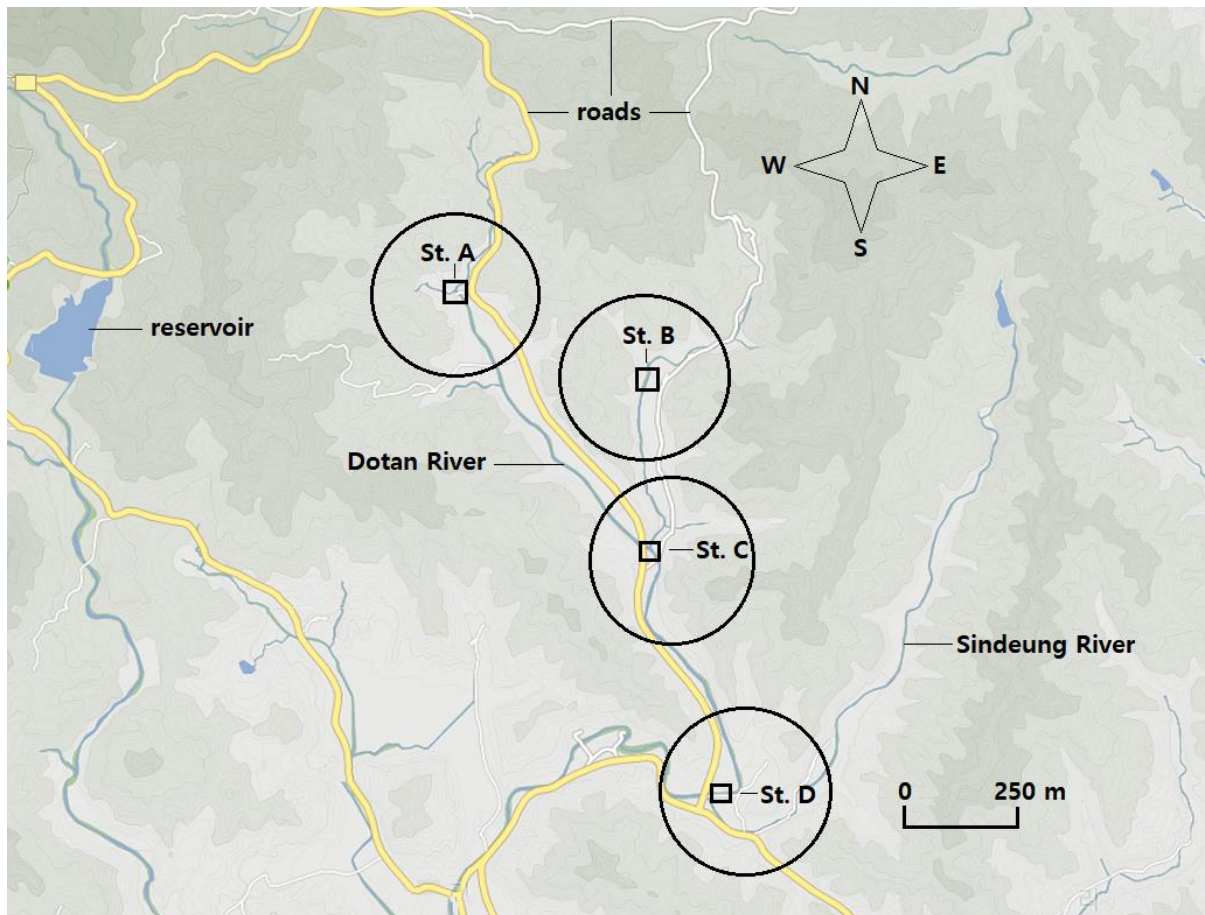 roads
N
W
E
S
St. A
reservoir
St. B
Dotan River
St. C
Sindeung River
0
250 m
St. D